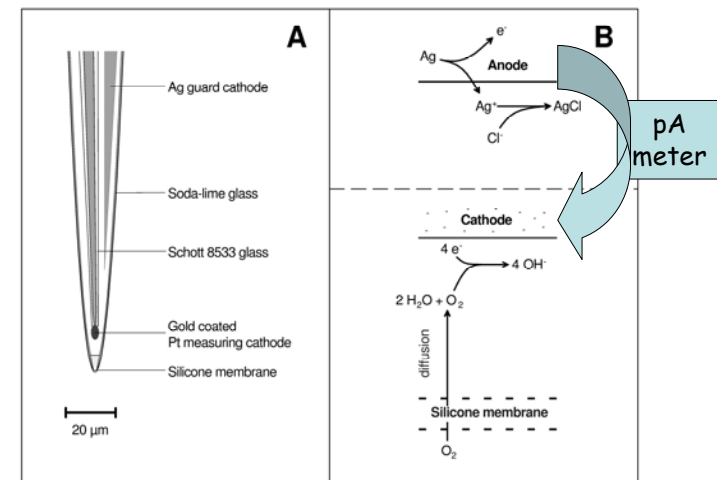 A
Ag guard cathode
Soda-lime glass
Schott 8533 glass
Gold coated
Pt measuring cathode
Silicone membrane
20 µm
B
e⁻
Ag
Anode
Ag⁺
AgCl
Cl⁻
pA
meter
Cathode
4 e⁻
4 OH⁻
2 H₂O + O₂
diffusion
Silicone membrane
O₂